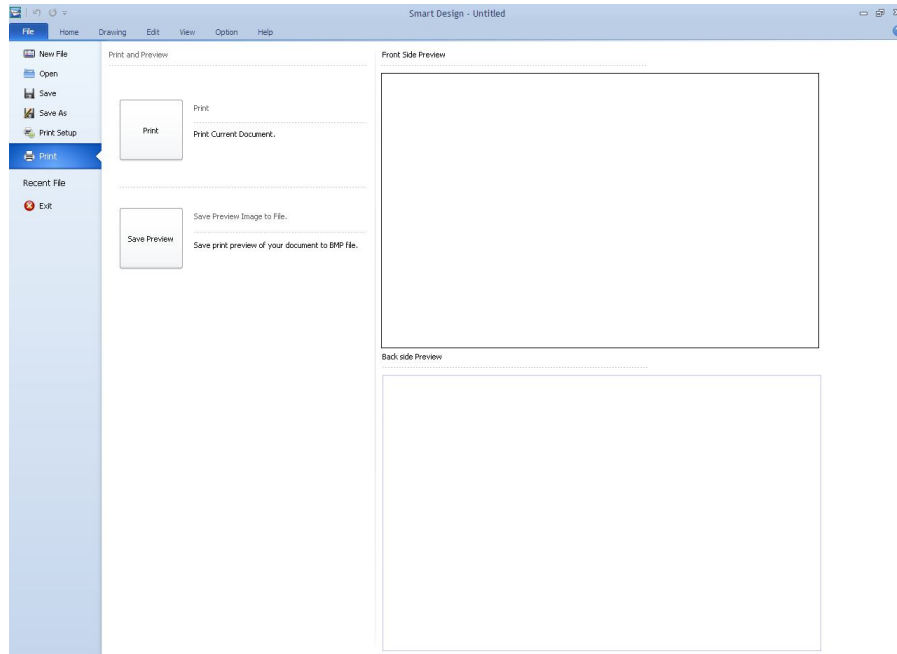 Smart Design - Untitled
File Home Drawing Edit View Option Help
New File
Open
Save
Save As
Print Setup
Print
Recent File
Exit
Print and Preview
Print
Print
Print Current Document.
Save Preview
Save Preview Image to File.
Save print preview of your document to BMP file.
Front Side Preview
Back side Preview